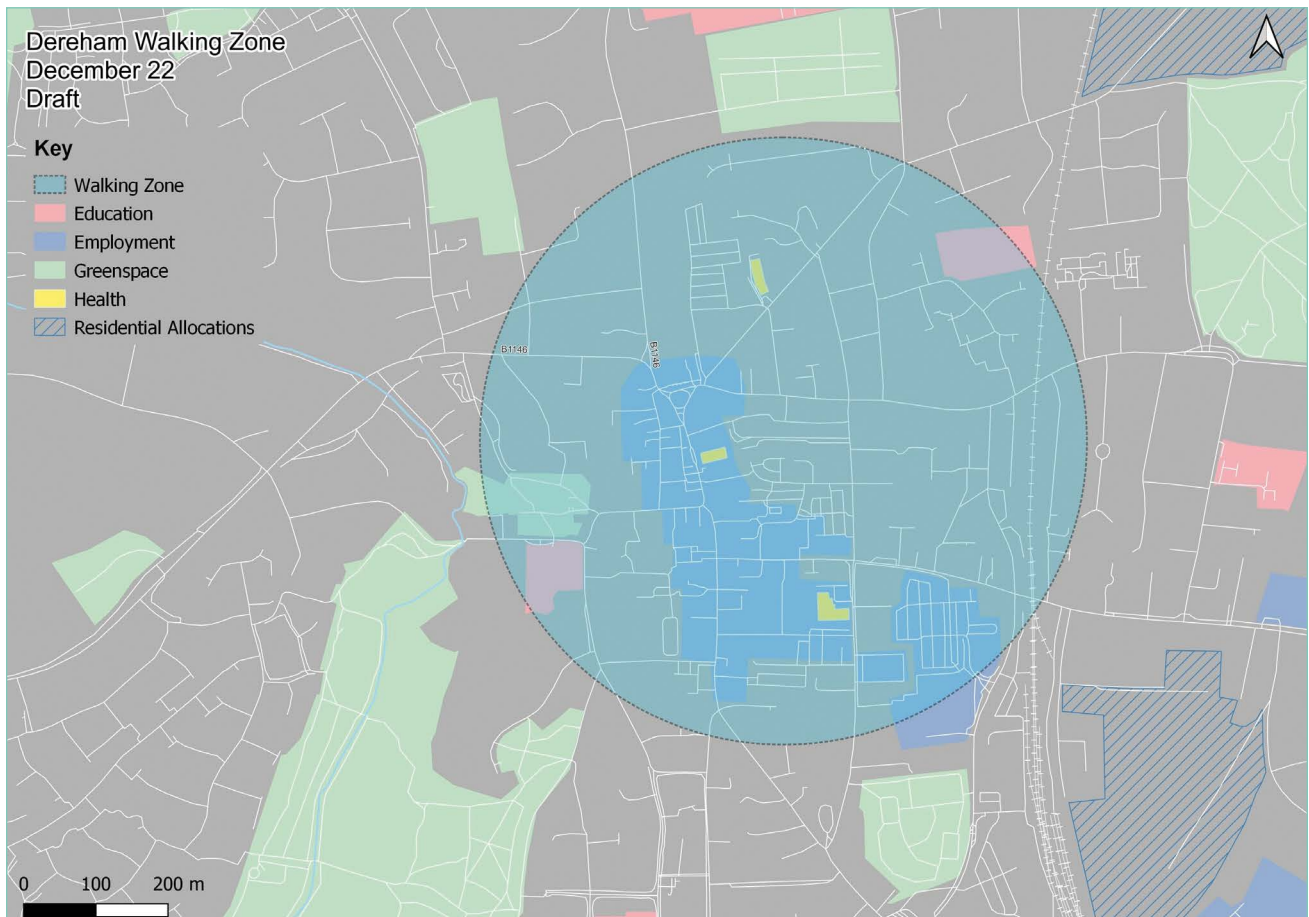 Dereham Walking Zone
December 22
Draft
Key
Walking Zone
Education
Employment
Greenspace
Health
Residential Allocations
B1146
B1146
0 100 200 m